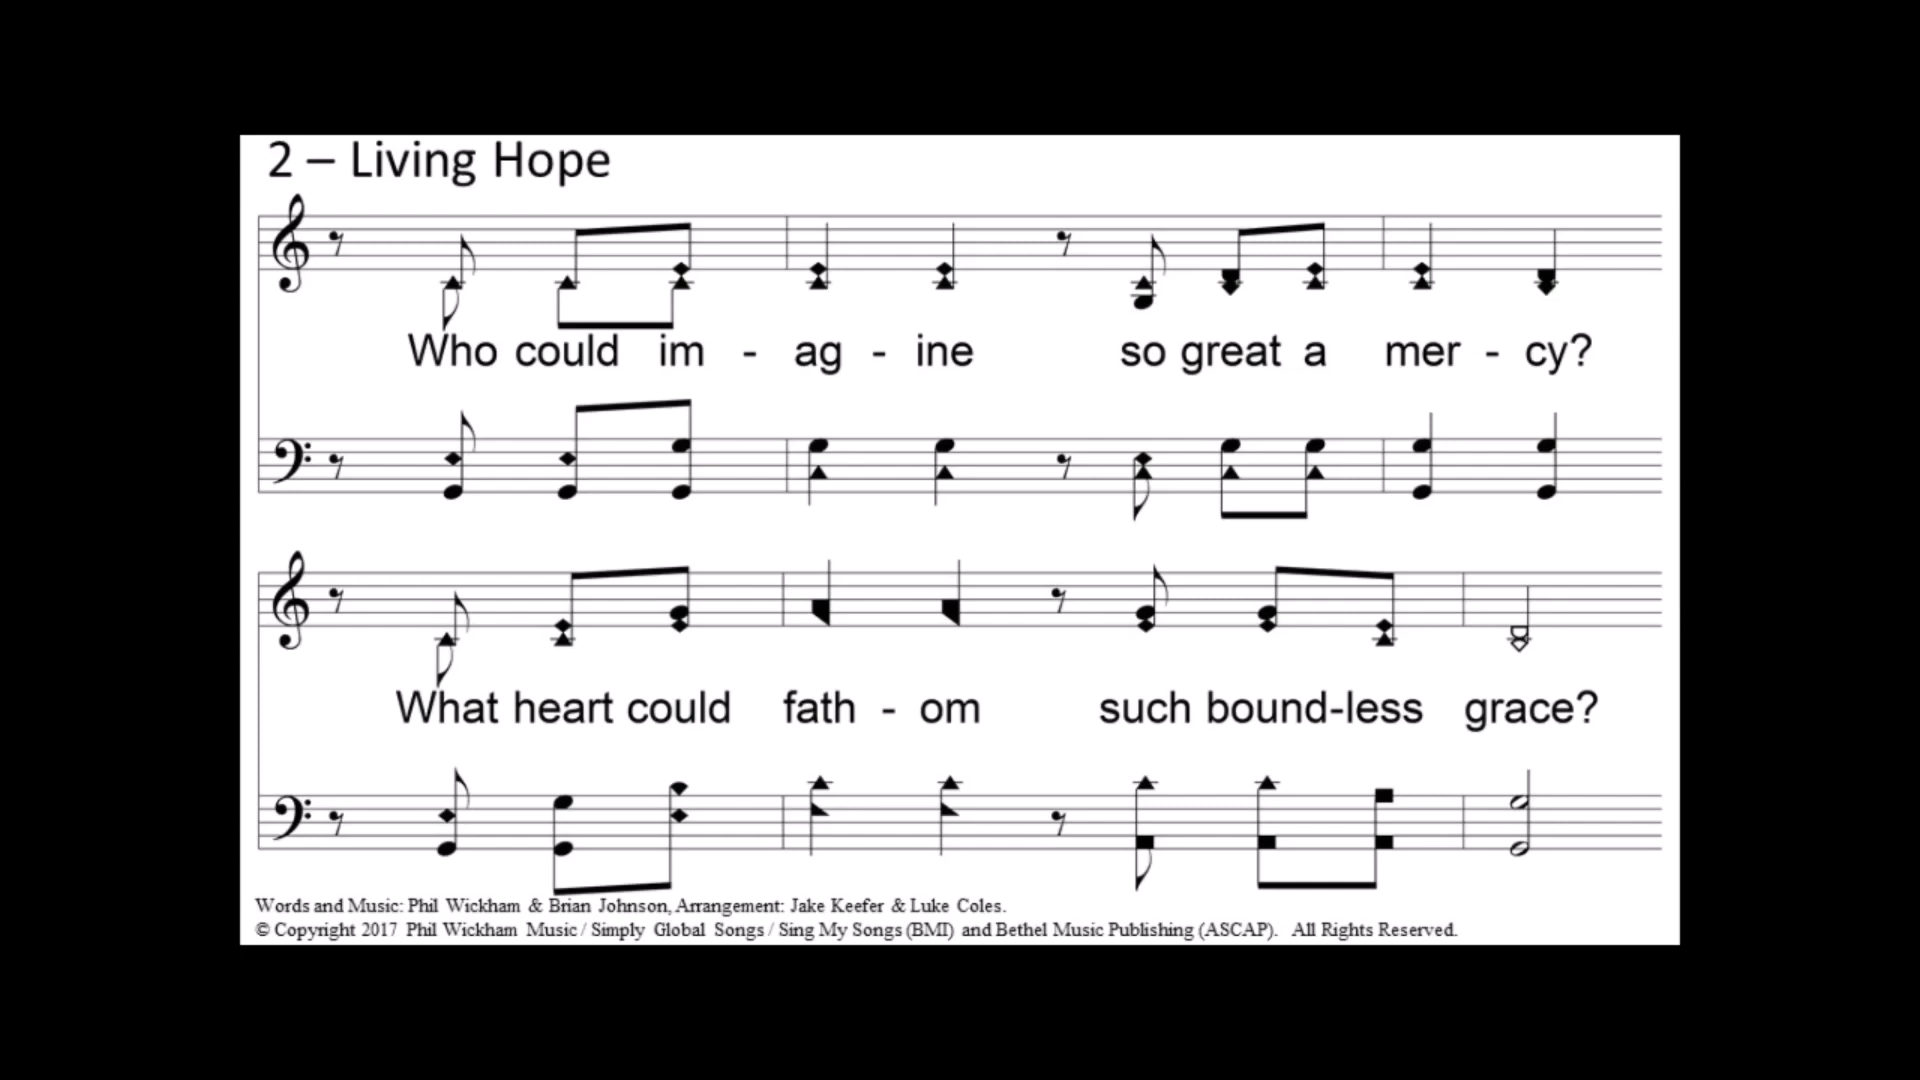 2 – Living Hope
Who could im - ag - ine so great a mer - cy?
What heart could fath - om such bound-less grace?
Words and Music: Phil Wickham & Brian Johnson, Arrangement: Jake Keefer & Luke Coles.
© Copyright 2017 Phil Wickham Music / Simply Global Songs / Sing My Songs (BMI) and Bethel Music Publishing (ASCAP). All Rights Reserved.